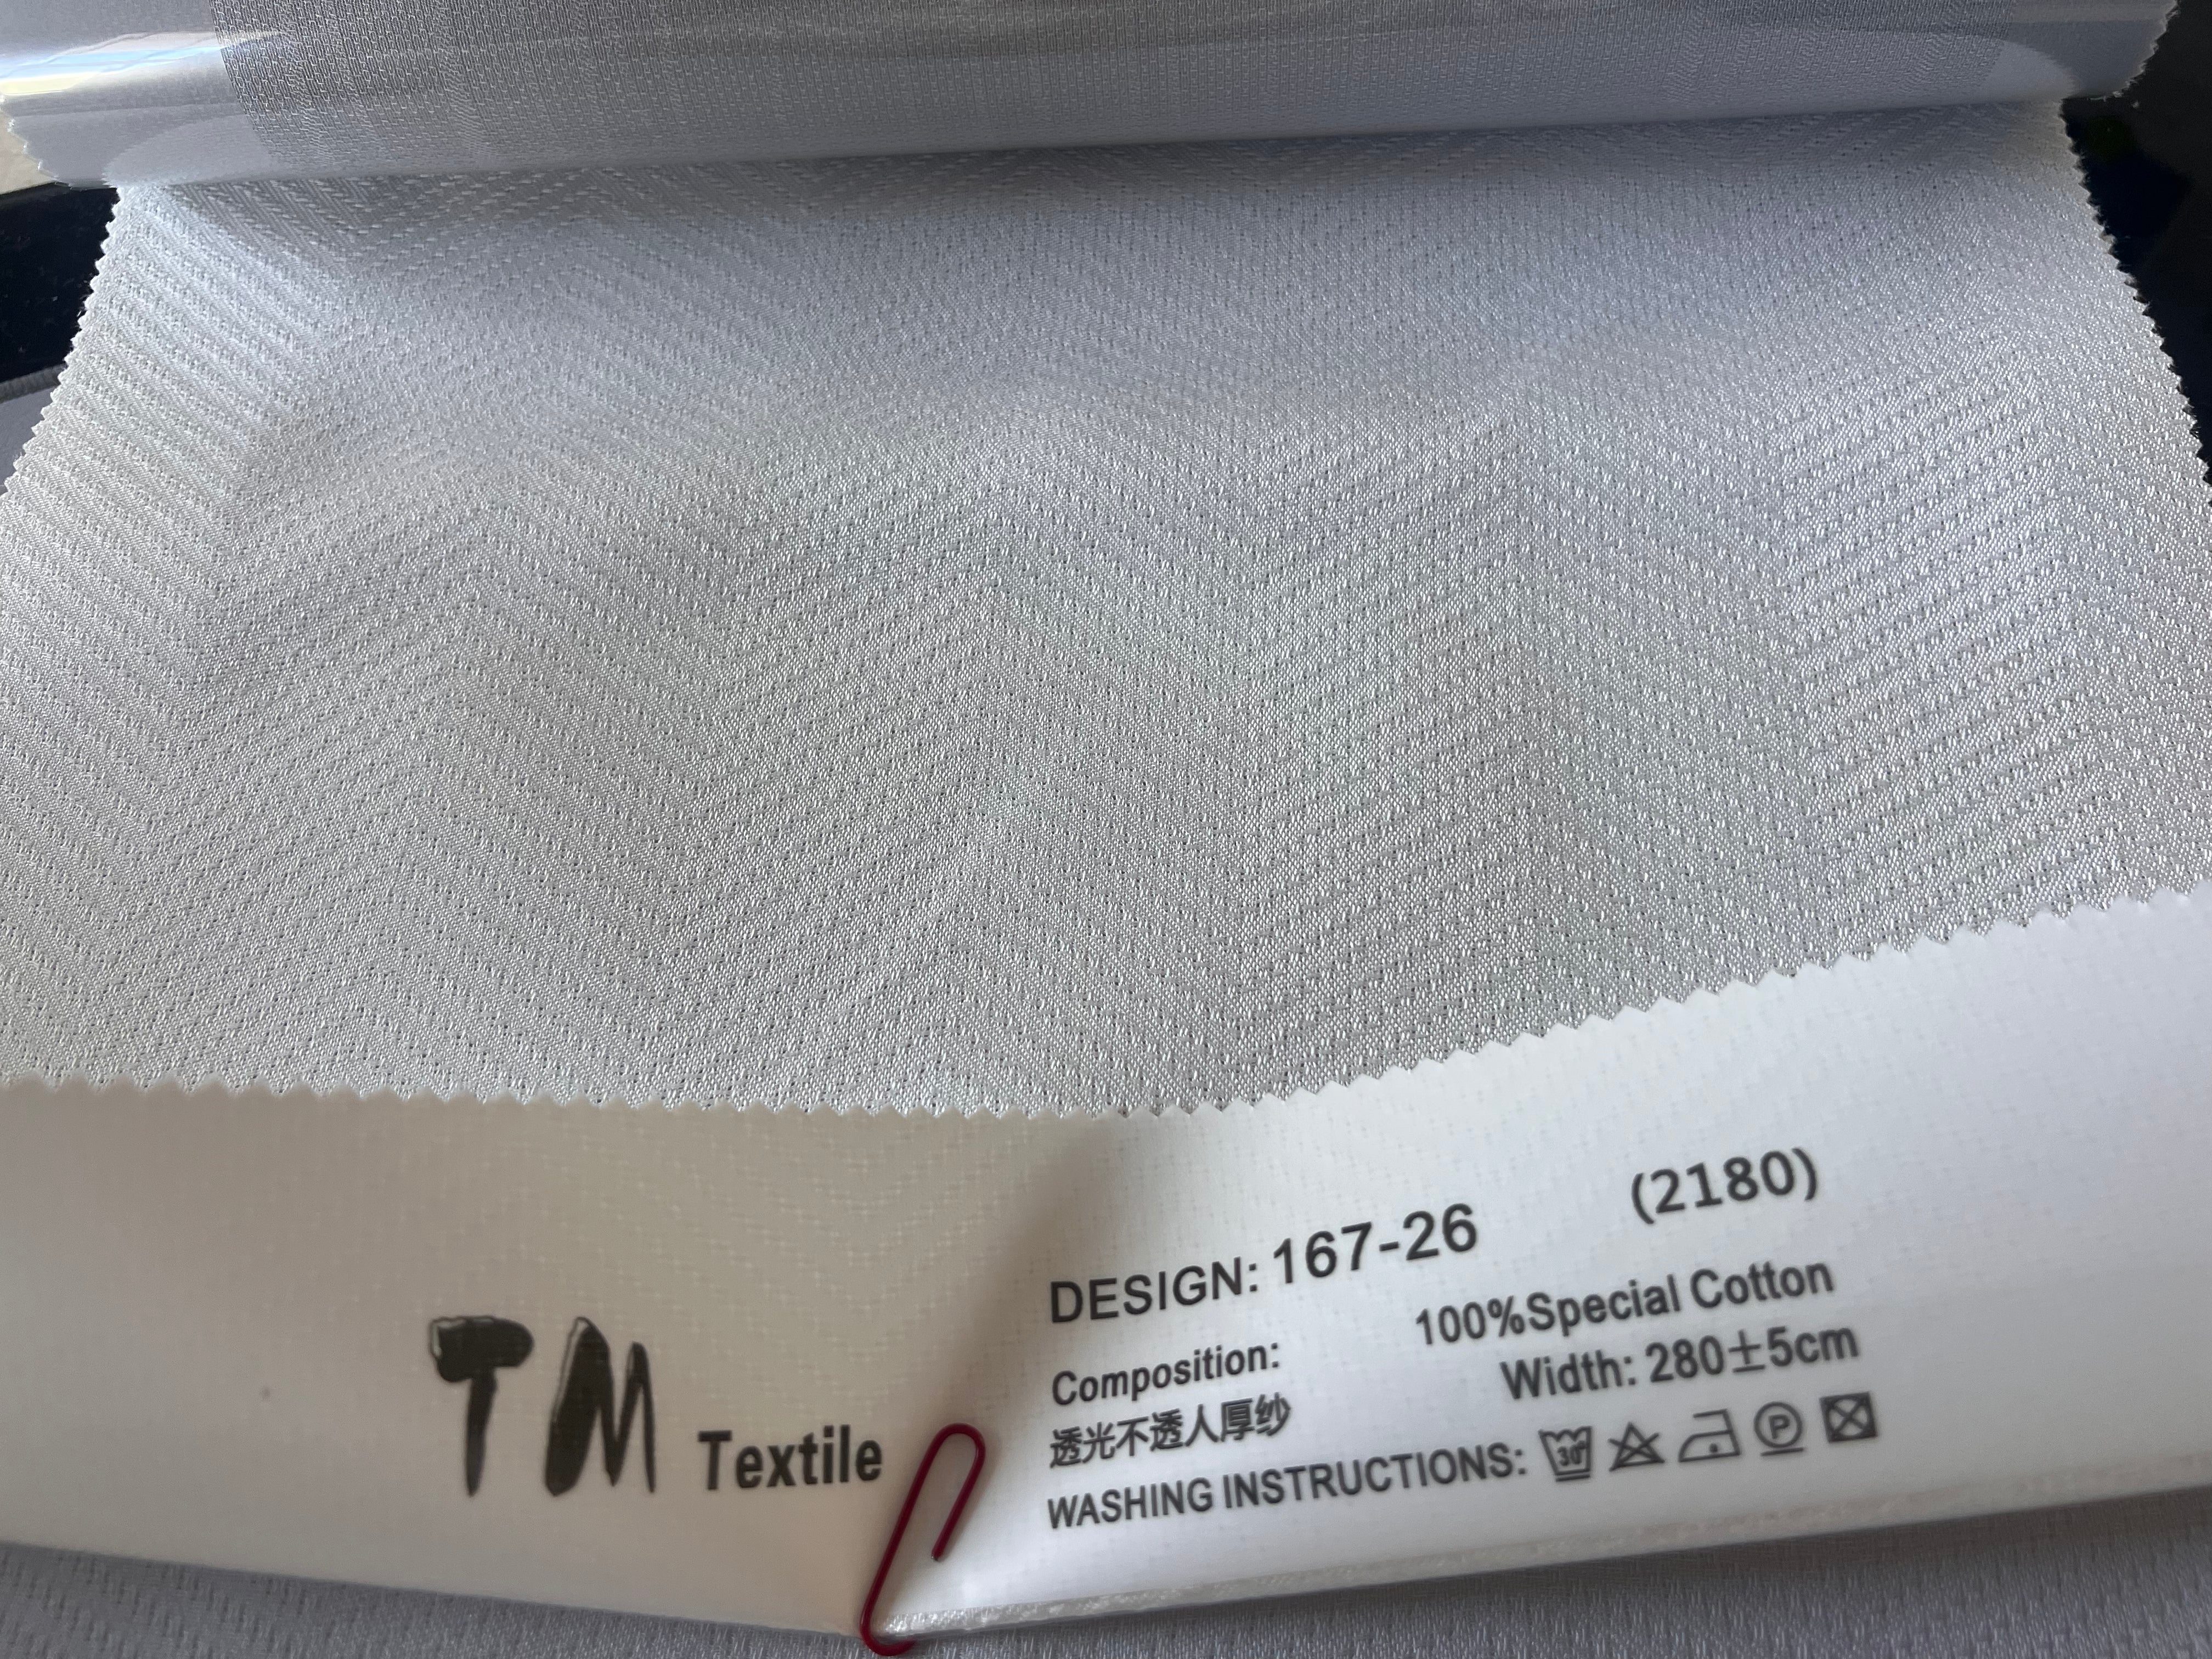 TM Textile
DESIGN: 167-26 (2180)
Composition: 100%Special Cotton
透光不透人厚纱 Width: 280±5cm
WASHING INSTRUCTIONS: 30° P